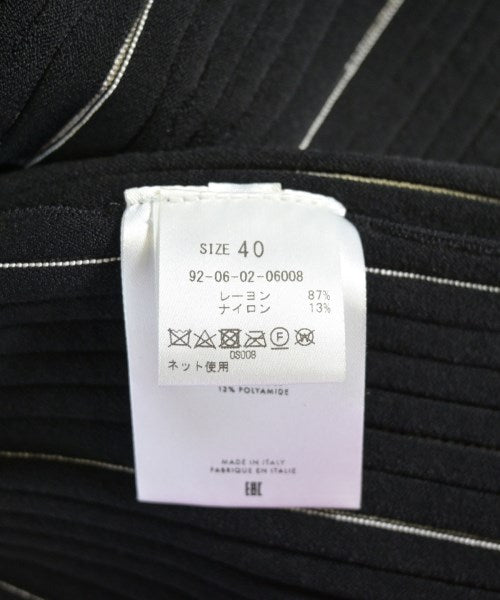 SIZE 40
92-06-02-06008
レーヨン 87%
ナイロン 13%
F W
DS008
ネット使用
13% POLYAMIDE
MADE IN ITALY
FABRIQUE EN ITALIE
EAC